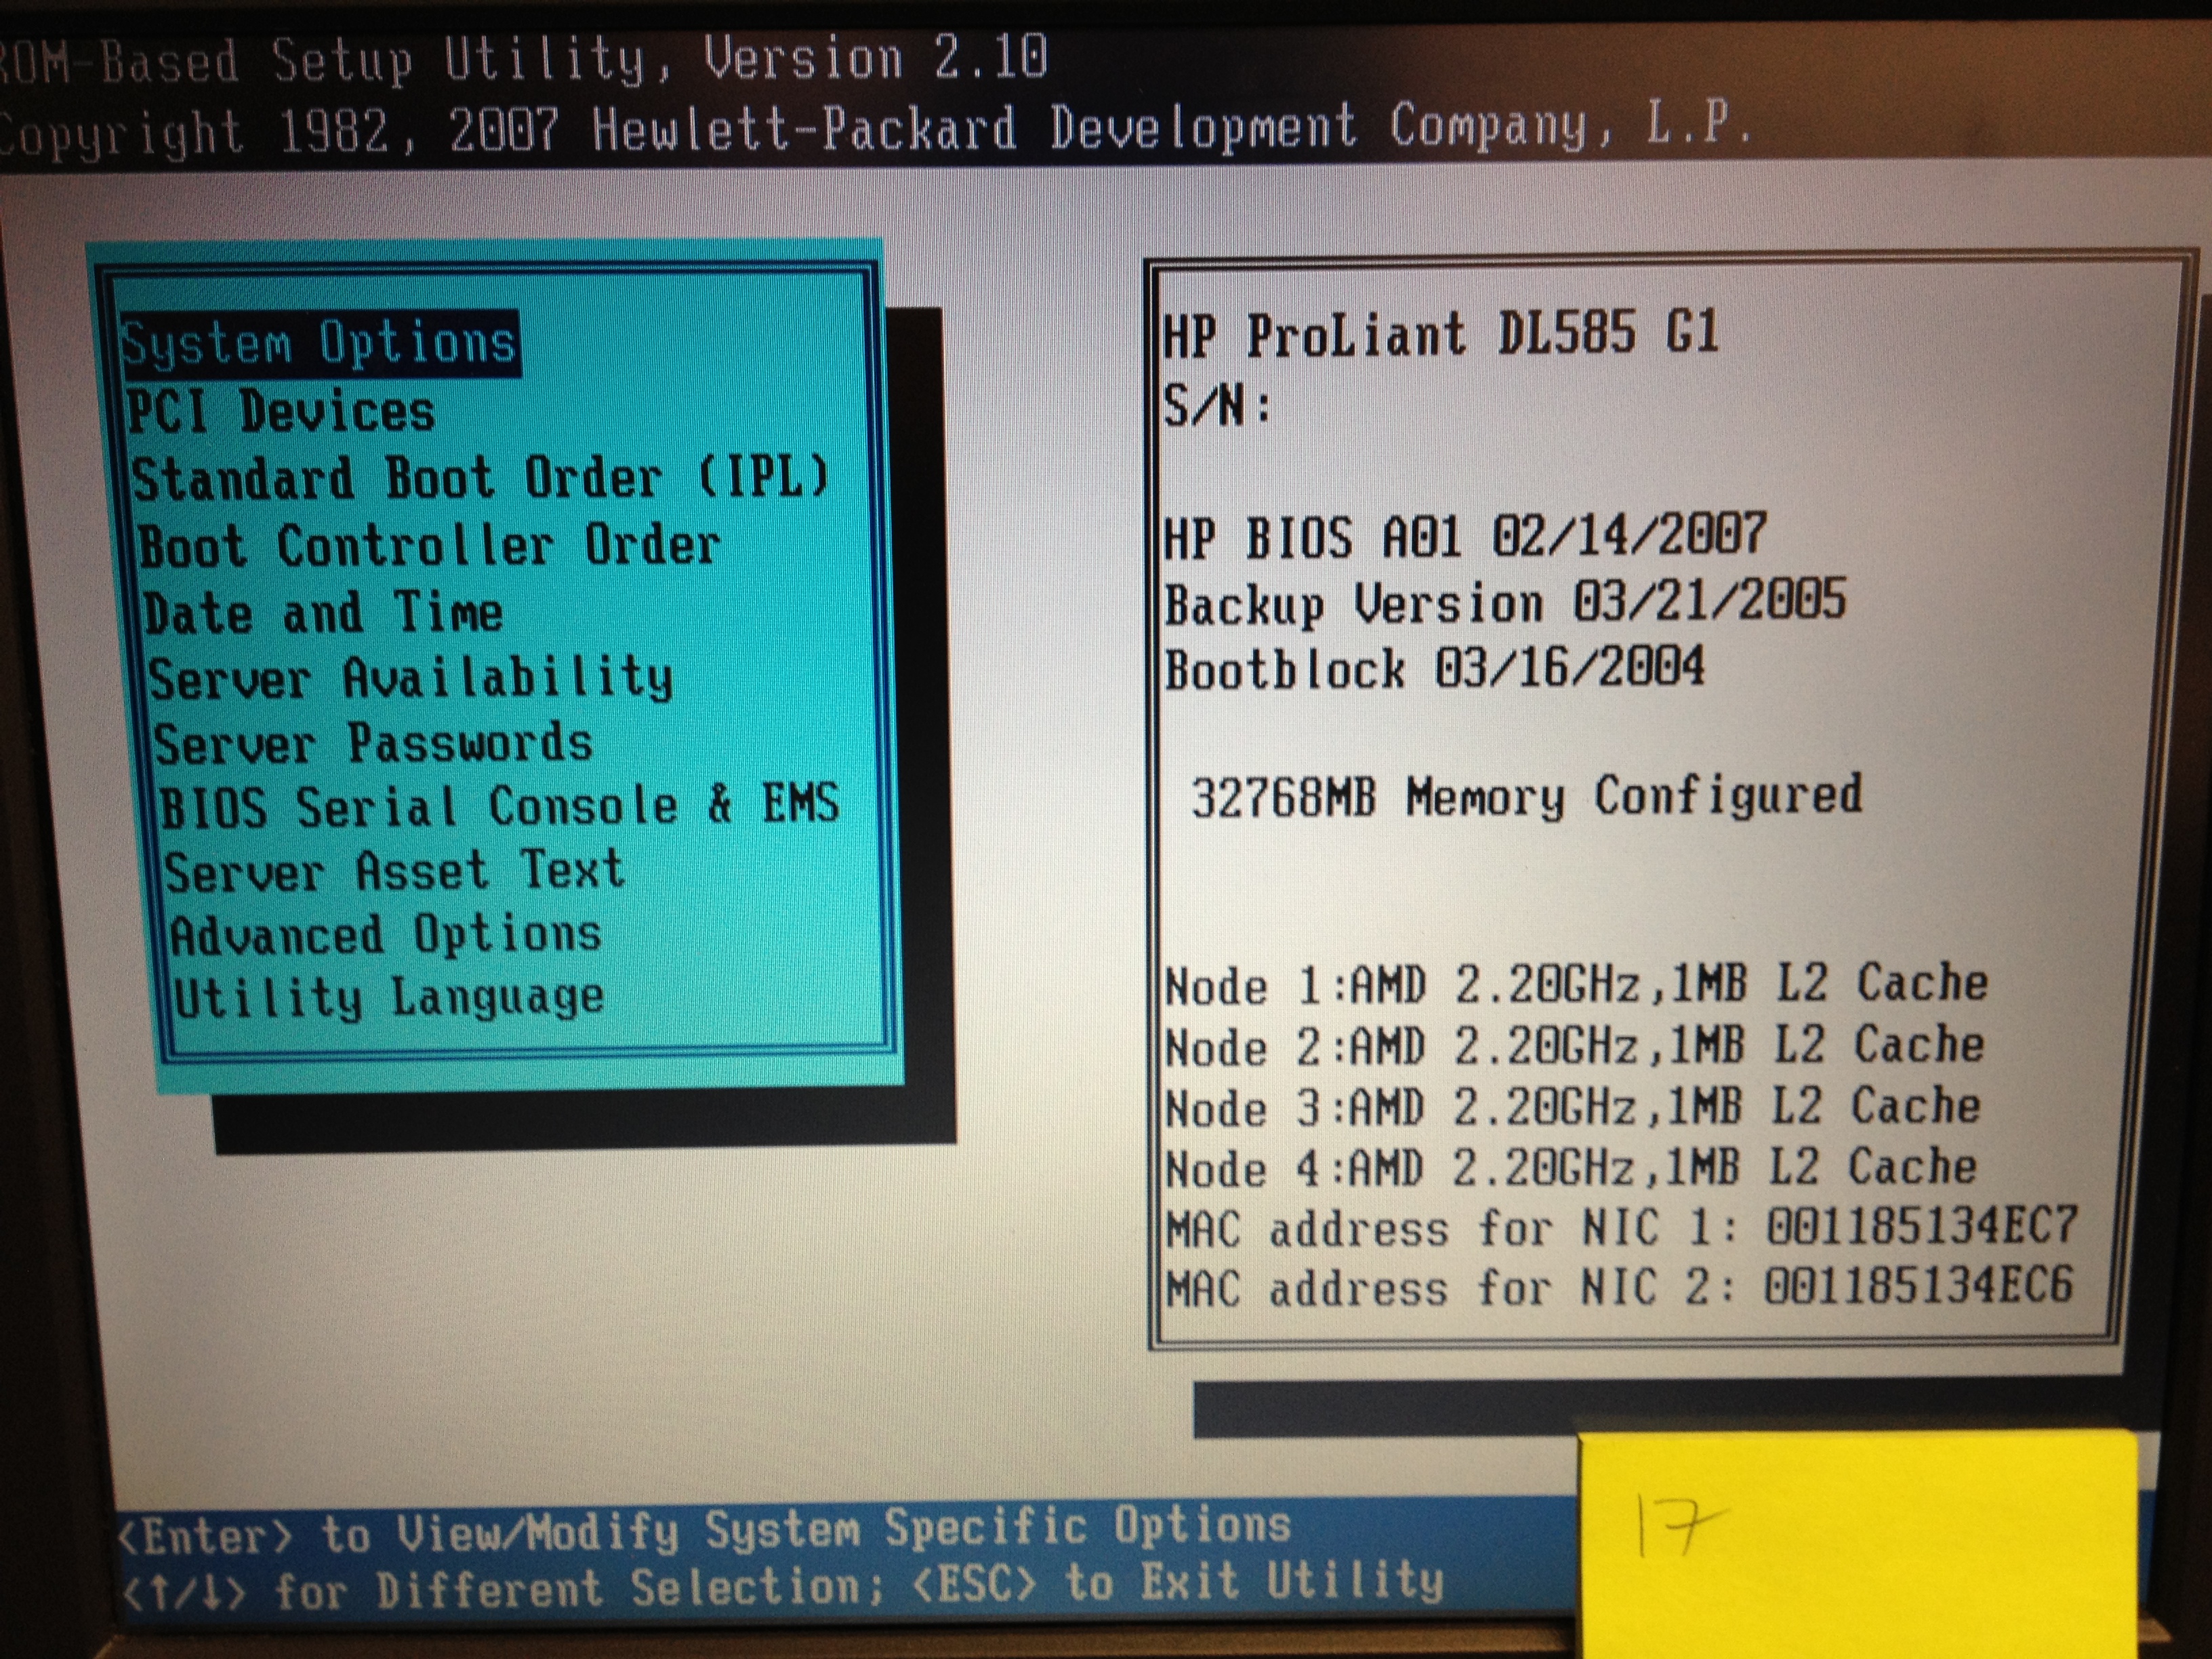 ROM-Based Setup Utility, Version 2.10
Copyright 1982, 2007 Hewlett-Packard Development Company, L.P.
System Options
PCI Devices
Standard Boot Order (IPL)
Boot Controller Order
Date and Time
Server Availability
Server Passwords
BIOS Serial Console & EMS
Server Asset Text
Advanced Options
Utility Language
HP ProLiant DL585 G1
S/N:
HP BIOS A01 02/14/2007
Backup Version 03/21/2005
Bootblock 03/16/2004
32768MB Memory Configured
Node 1:AMD 2.20GHz,1MB L2 Cache
Node 2:AMD 2.20GHz,1MB L2 Cache
Node 3:AMD 2.20GHz,1MB L2 Cache
Node 4:AMD 2.20GHz,1MB L2 Cache
MAC address for NIC 1: 001185134EC7
MAC address for NIC 2: 001185134EC6
<Enter> to View/Modify System Specific Options
<↑/↓> for Different Selection; <ESC> to Exit Utility
17